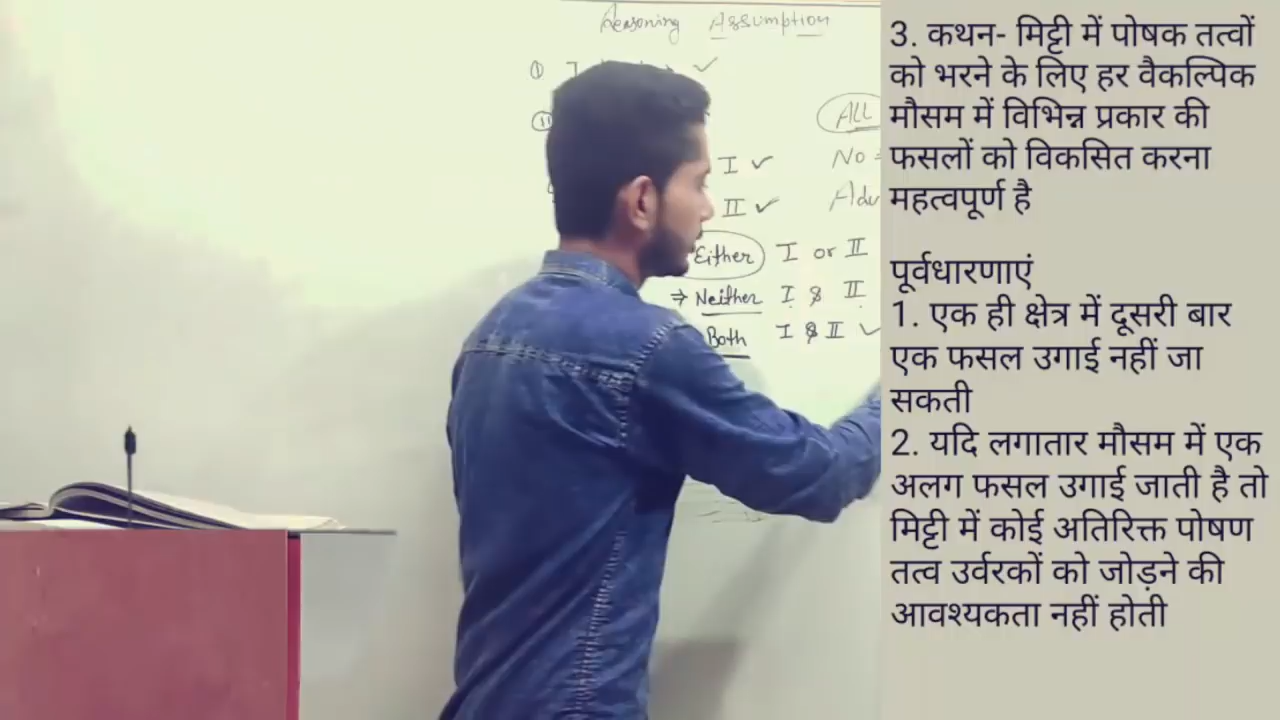 Reasoning Assumption
①
ALL
I ✓
No =
II ✓
Either I or II
⇒ Neither I & II
Both I & II ✓
3. कथन- मिट्टी में पोषक तत्वों
को भरने के लिए हर वैकल्पिक
मौसम में विभिन्न प्रकार की
फसलों को विकसित करना
महत्वपूर्ण है
पूर्वधारणाएं
1. एक ही क्षेत्र में दूसरी बार
एक फसल उगाई नहीं जा
सकती
2. यदि लगातार मौसम में एक
अलग फसल उगाई जाती है तो
मिट्टी में कोई अतिरिक्त पोषण
तत्व उर्वरकों को जोड़ने की
आवश्यकता नहीं होती